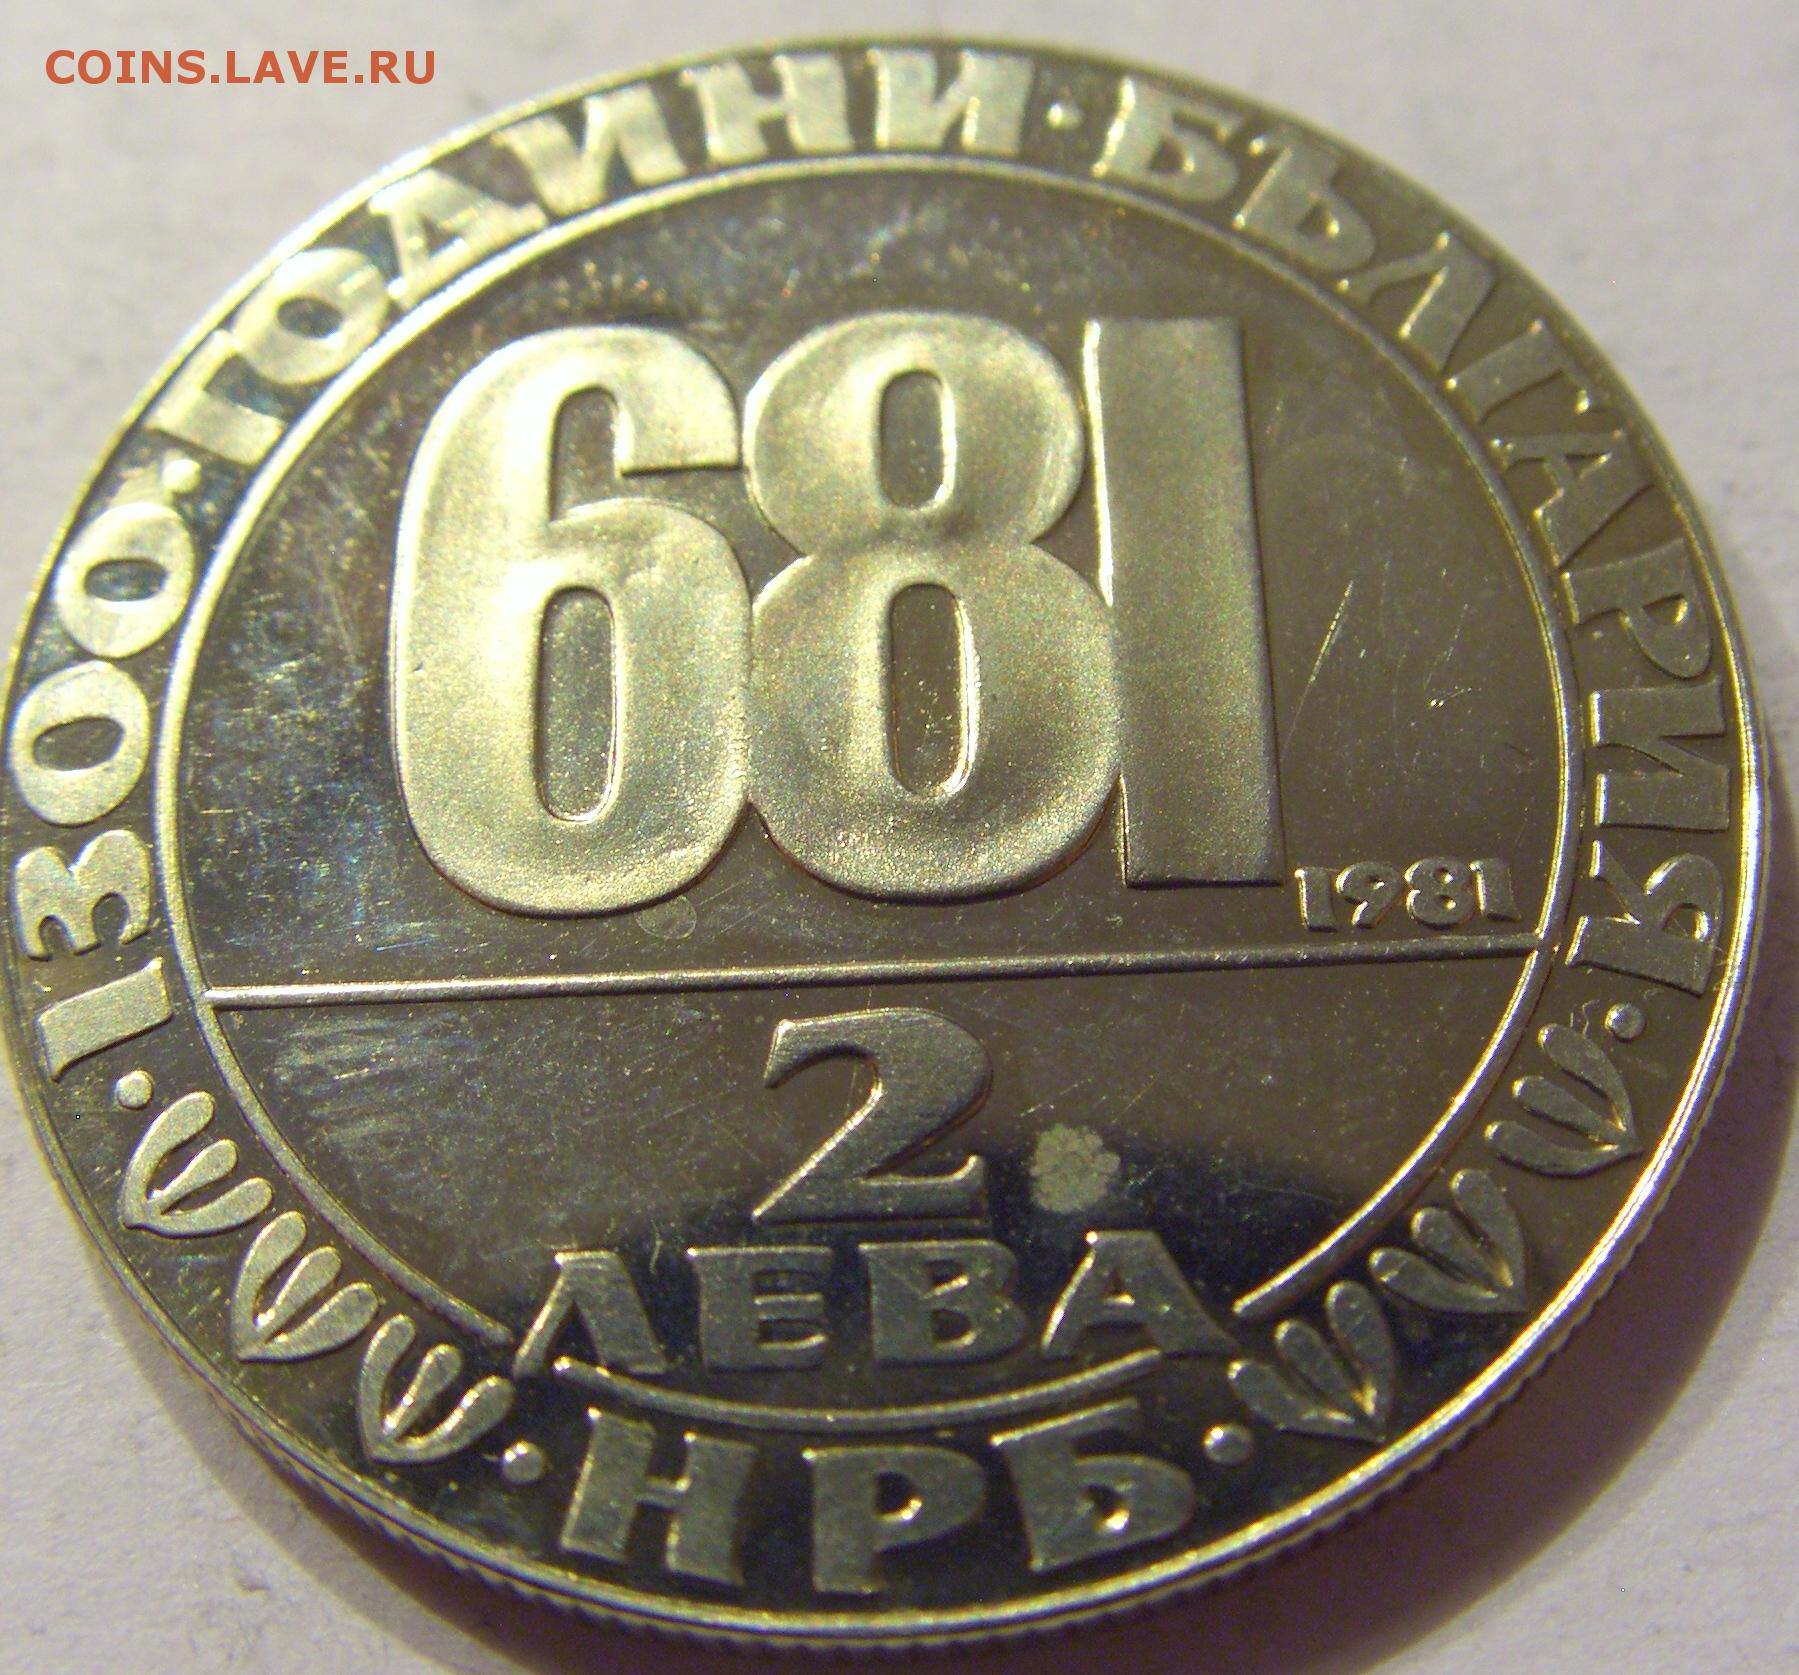 COINS.LAVE.RU
·1300·ГОДИНИ·БЪЛГАРИЯ·
681
1981
2
ЛЕВА
·НРБ·